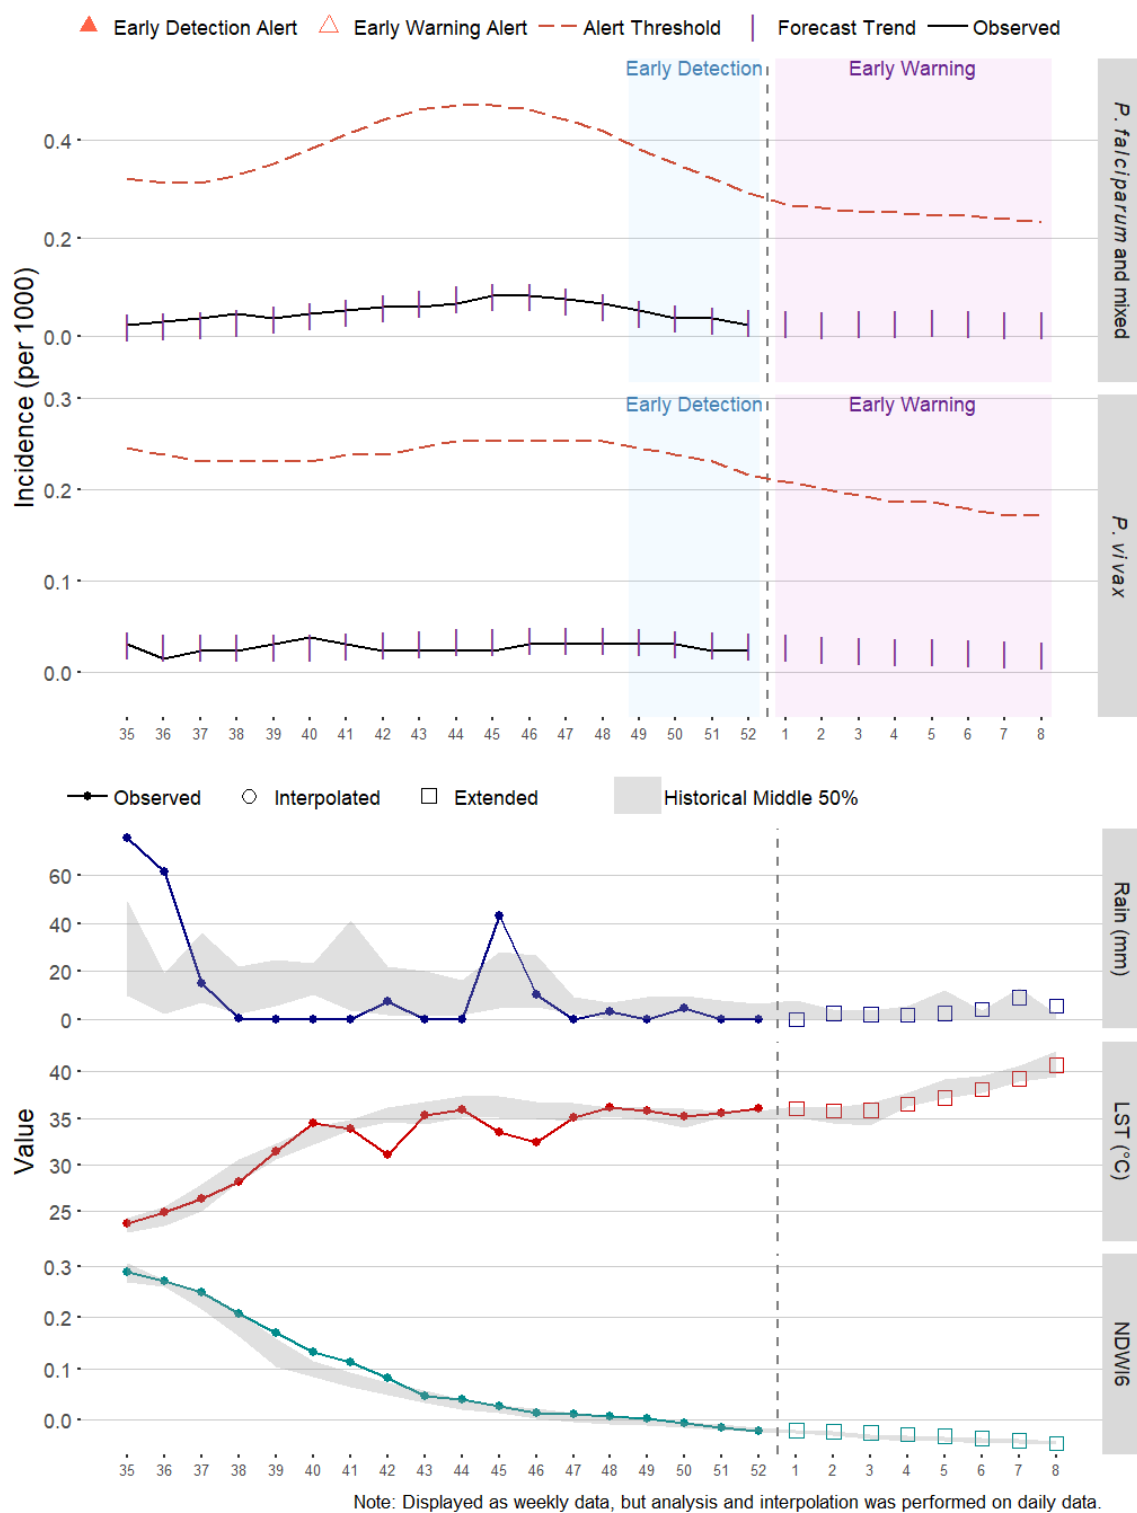 Early Detection Alert Early Warning Alert Alert Threshold Forecast Trend Observed
Early Detection Early Warning
0.4
0.2
0.0
P. falciparum and mixed
Incidence (per 1000)
Early Detection Early Warning
0.3
0.2
0.1
0.0
P. vivax
35 36 37 38 39 40 41 42 43 44 45 46 47 48 49 50 51 52 1 2 3 4 5 6 7 8
Observed Interpolated Extended Historical Middle 50%
60
40
20
0
Rain (mm)
Value
40
35
30
25
LST (°C)
0.3
0.2
0.1
0.0
NDWI6
35 36 37 38 39 40 41 42 43 44 45 46 47 48 49 50 51 52 1 2 3 4 5 6 7 8
Note: Displayed as weekly data, but analysis and interpolation was performed on daily data.